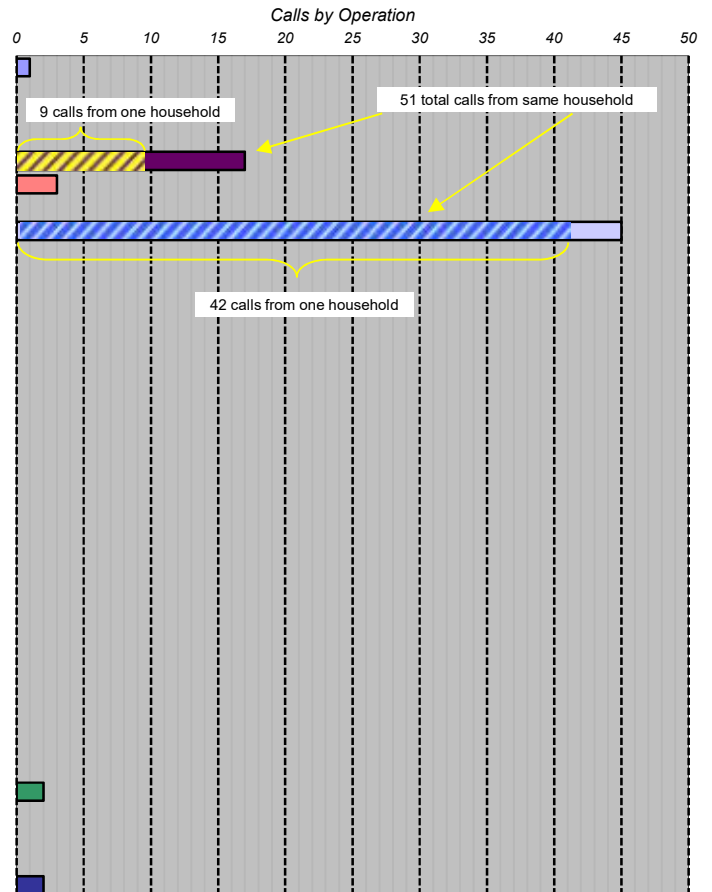 Calls by Operation
0 5 10 15 20 25 30 35 40 45 50
51 total calls from same household
9 calls from one household
42 calls from one household